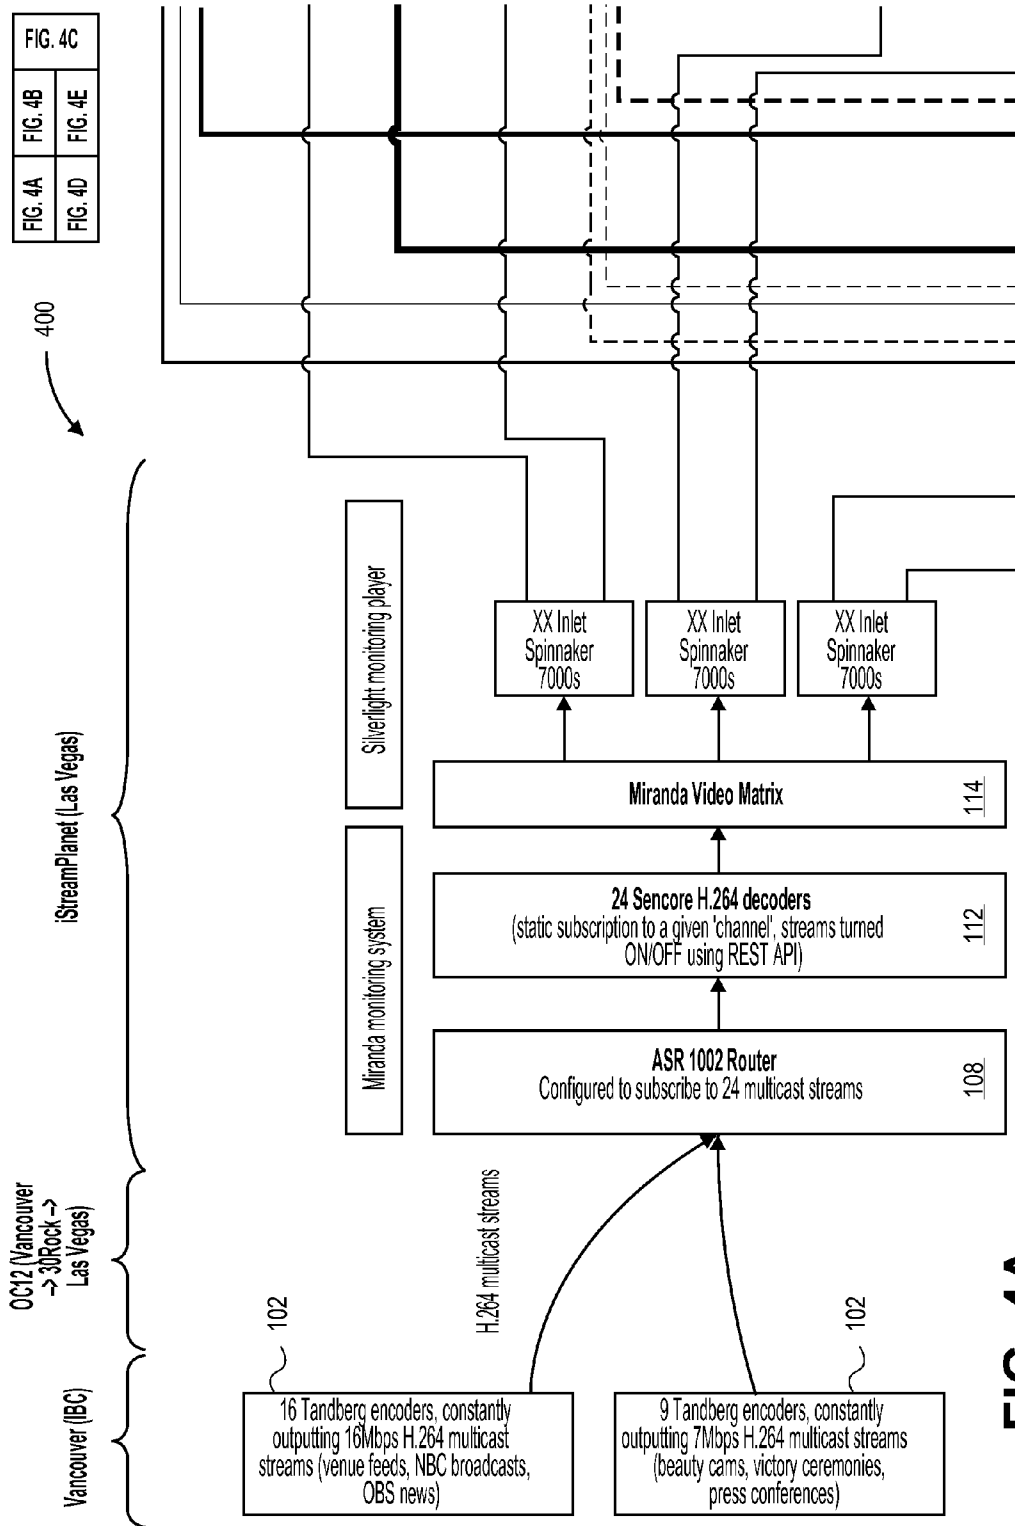 FIG. 4A
FIG. 4B
FIG. 4C
FIG. 4D
FIG. 4E
400
Vancouver (IBC)
OC12 (Vancouver
-> 30Rock ->
Las Vegas)
iStreamPlanet (Las Vegas)
Miranda monitoring system
Silverlight monitoring player
102
16 Tandberg encoders, constantly
outputting 16Mbps H.264 multicast
streams (venue feeds, NBC broadcasts,
OBS news)
H.264 multicast streams
102
9 Tandberg encoders, constantly
outputting 7Mbps H.264 multicast streams
(beauty cams, victory ceremonies,
press conferences)
ASR 1002 Router
Configured to subscribe to 24 multicast streams
108
24 Sencore H.264 decoders
(static subscription to a given 'channel', streams turned
ON/OFF using REST API)
112
Miranda Video Matrix
114
XX Inlet
Spinnaker
7000s
XX Inlet
Spinnaker
7000s
XX Inlet
Spinnaker
7000s
FIG. 4A